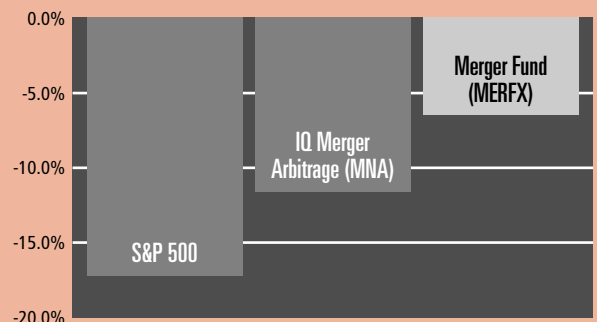 0.0%
-5.0%
-10.0%
-15.0%
-20.0%
S&P 500
IQ Merger
Arbitrage (MNA)
Merger Fund
(MERFX)